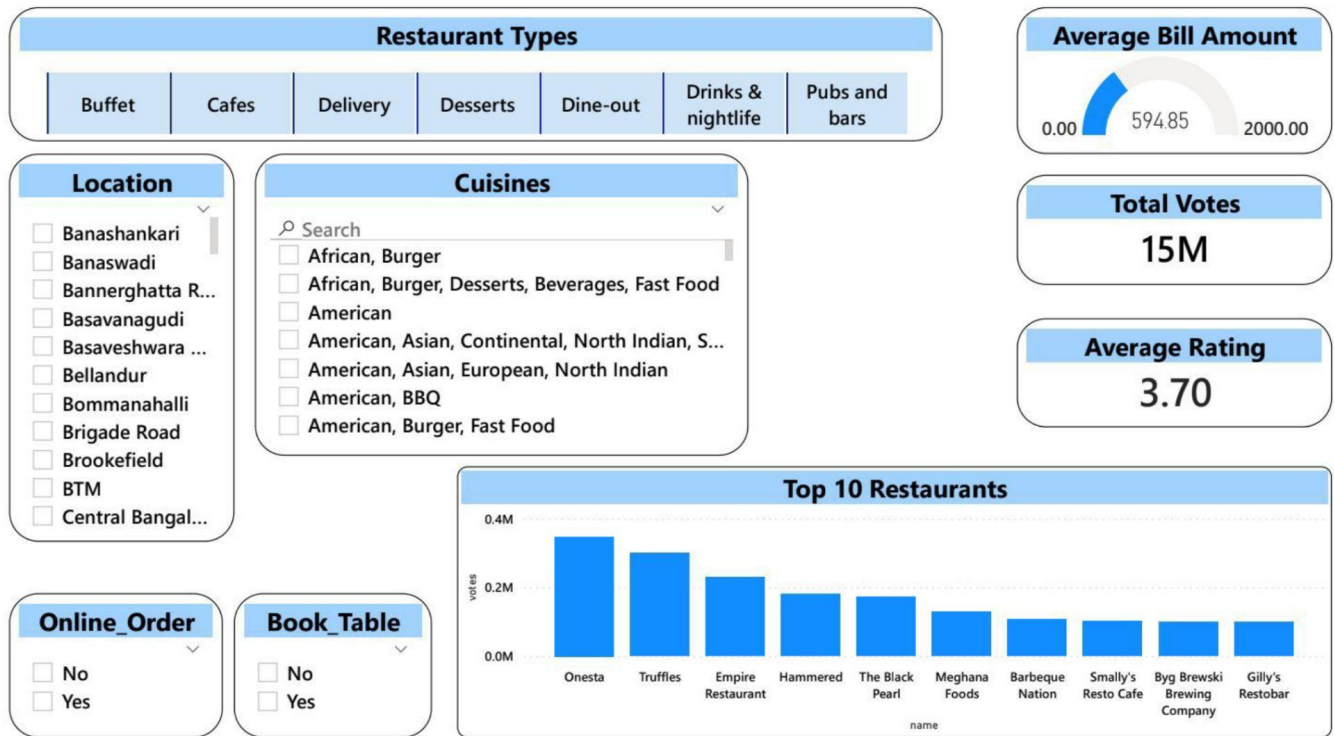 Restaurant Types
Buffet
Cafes
Delivery
Desserts
Dine-out
Drinks &
nightlife
Pubs and
bars
Average Bill Amount
594.85
0.00
2000.00
Location
Banashankari
Banaswadi
Bannerghatta R...
Basavanagudi
Basaveshwara ...
Bellandur
Bommanahalli
Brigade Road
Brookefield
BTM
Central Bangal...
Cuisines
Search
African, Burger
African, Burger, Desserts, Beverages, Fast Food
American
American, Asian, Continental, North Indian, S...
American, Asian, European, North Indian
American, BBQ
American, Burger, Fast Food
Total Votes
15M
Average Rating
3.70
Online_Order
No
Yes
Book_Table
No
Yes
Top 10 Restaurants
votes
0.4M
0.2M
0.0M
Onesta
Truffles
Empire
Restaurant
Hammered
The Black
Pearl
Meghana
Foods
Barbeque
Nation
Smally's
Resto Cafe
Byg Brewski
Brewing
Company
Gilly's
Restobar
name